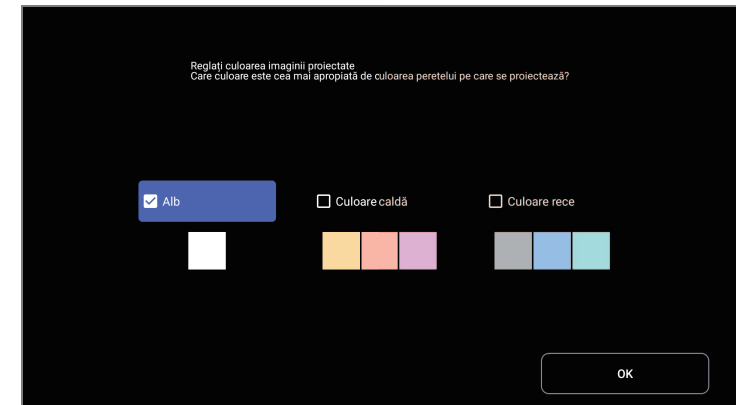 Reglați culoarea imaginii proiectate
Care culoare este cea mai apropiată de culoarea peretelui pe care se proiectează?
Alb
Culoare caldă
Culoare rece
OK